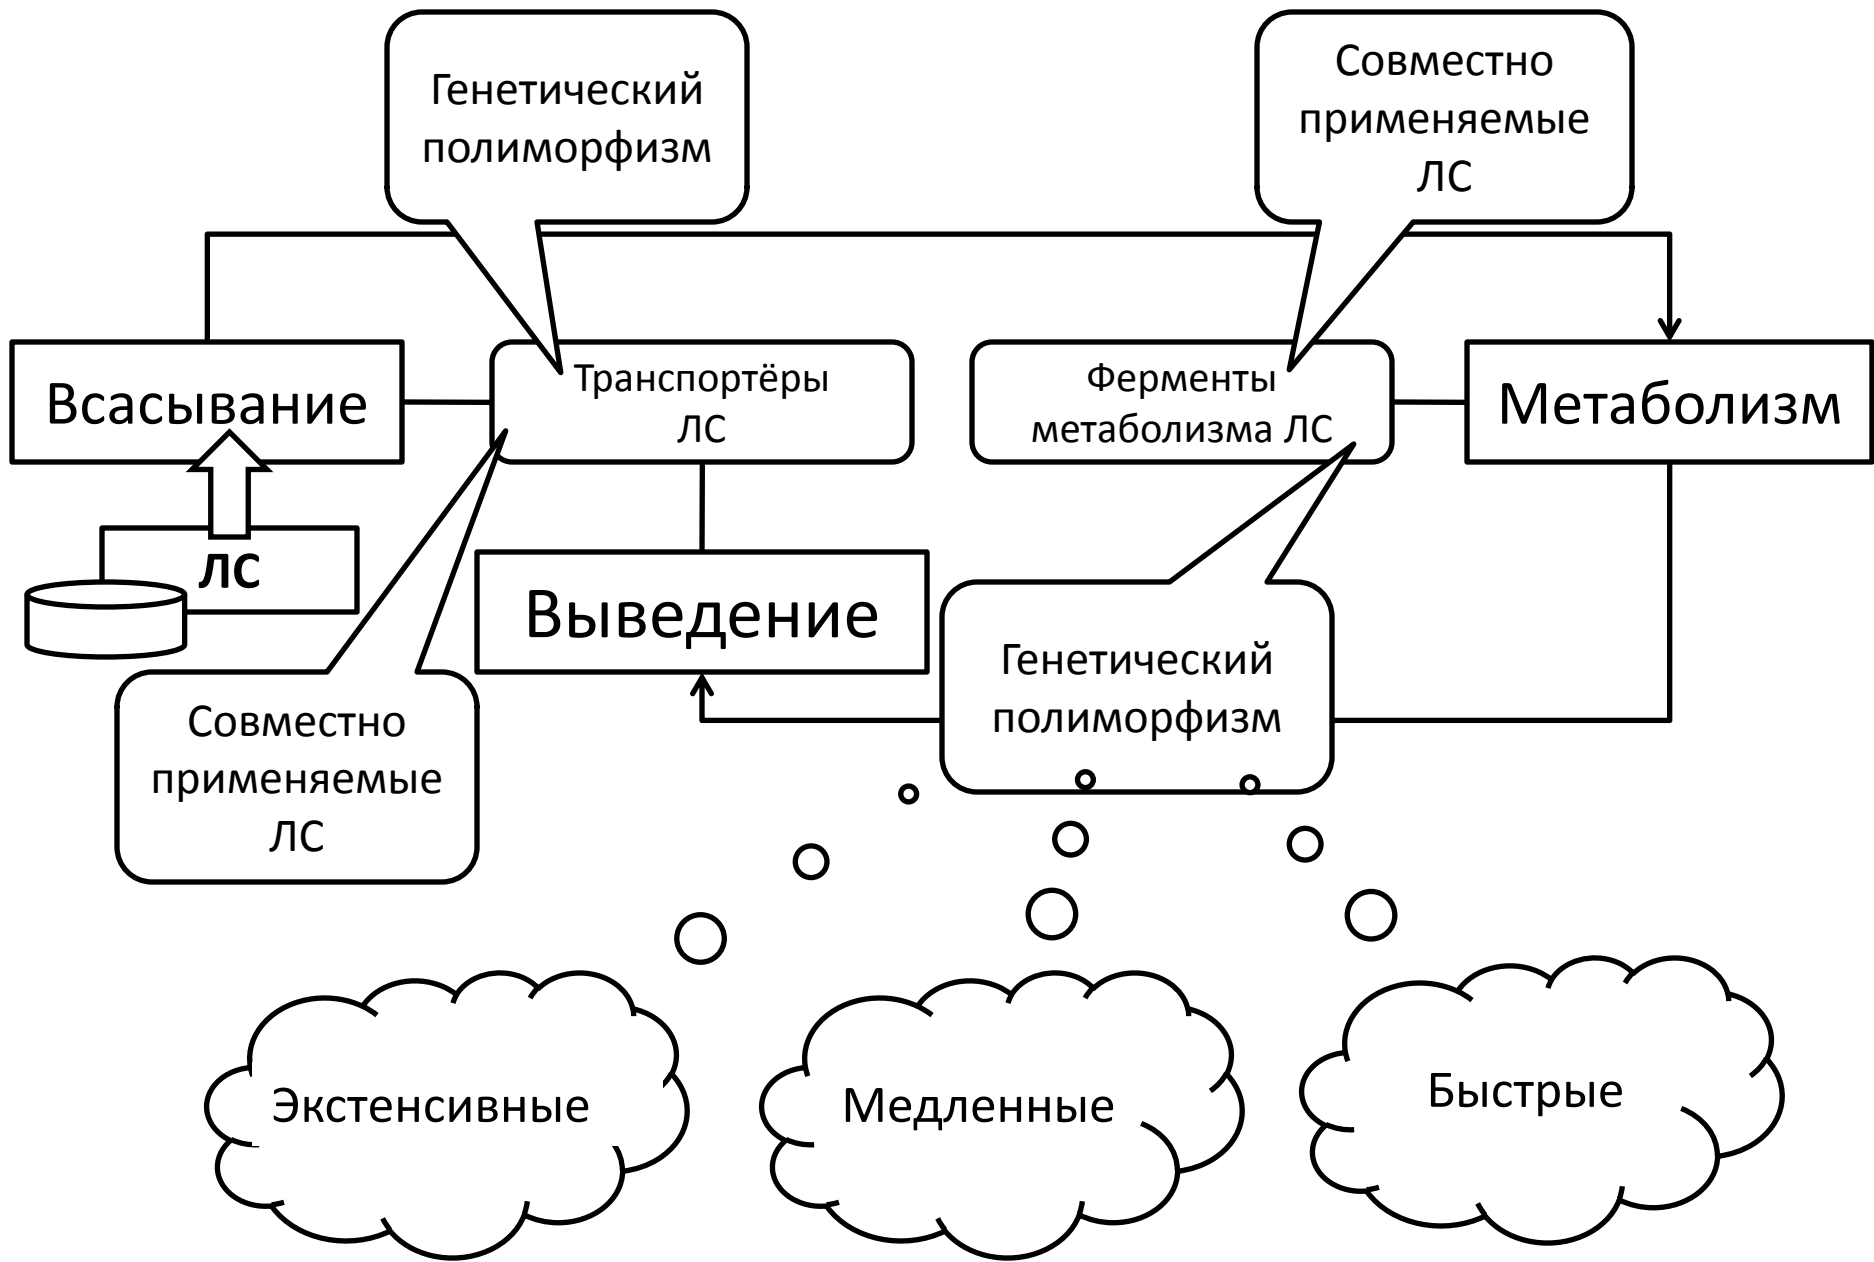 Генетический
полиморфизм
Совместно
применяемые
ЛС
Всасывание
Транспортёры
ЛС
Ферменты
метаболизма ЛС
Метаболизм
ЛС
Выведение
Генетический
полиморфизм
Совместно
применяемые
ЛС
Экстенсивные
Медленные
Быстрые